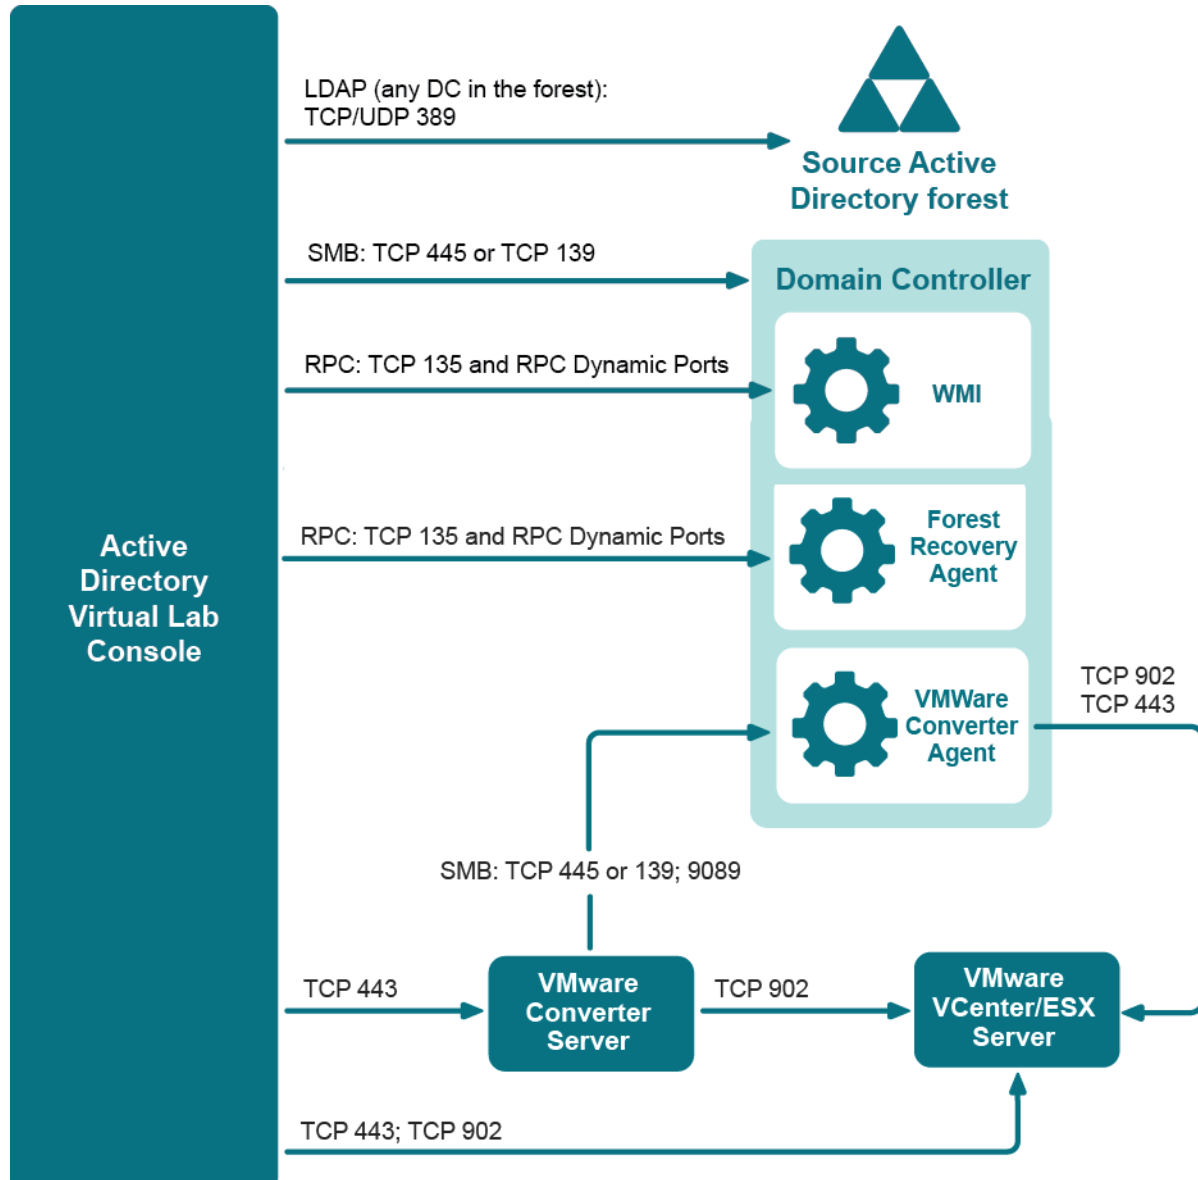 LDAP (any DC in the forest):
TCP/UDP 389
Source Active
Directory forest
SMB: TCP 445 or TCP 139
Domain Controller
RPC: TCP 135 and RPC Dynamic Ports
WMI
RPC: TCP 135 and RPC Dynamic Ports
Forest
Recovery
Agent
Active
Directory
Virtual Lab
Console
VMWare
Converter
Agent
TCP 902
TCP 443
SMB: TCP 445 or 139; 9089
TCP 443
VMware
Converter
Server
TCP 902
VMware
VCenter/ESX
Server
TCP 443; TCP 902